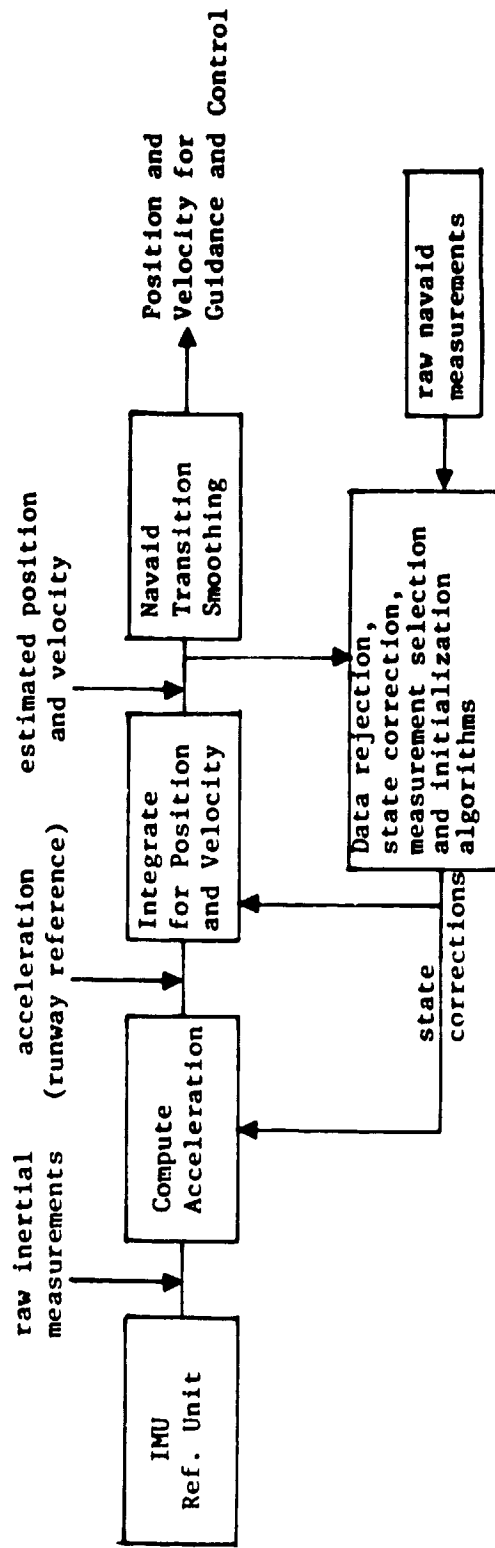 raw inertial
measurements
acceleration
(runway reference)
estimated position
and velocity
IMU
Ref. Unit
Compute
Acceleration
Integrate
for Position
and Velocity
Navaid
Transition
Smoothing
Position and
Velocity for
Guidance and Control
state
corrections
Data rejection,
state correction,
measurement selection
and initialization
algorithms
raw navaid
measurements